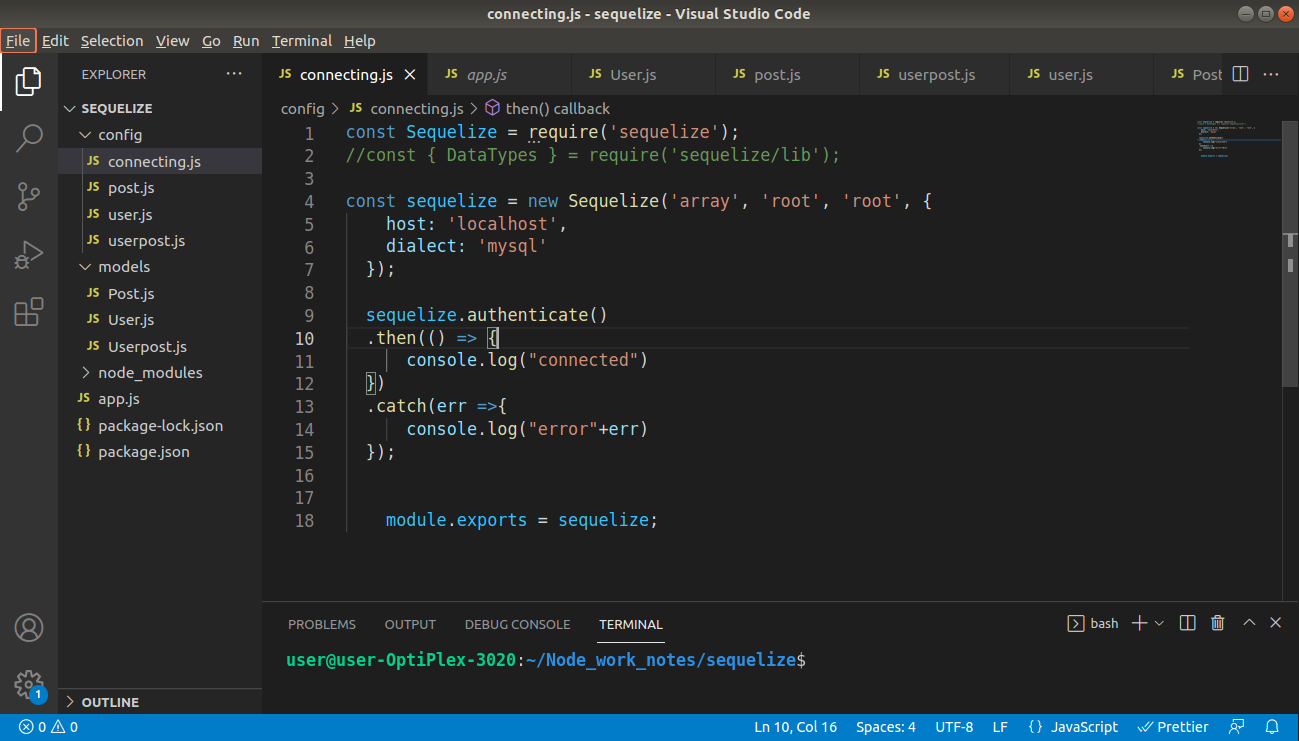 connecting.js - sequelize - Visual Studio Code
File Edit Selection View Go Run Terminal Help
EXPLORER ...
SEQUELIZE
config
JS connecting.js
JS post.js
JS user.js
JS userpost.js
models
JS Post.js
JS User.js
JS Userpost.js
node_modules
JS app.js
{} package-lock.json
{} package.json
OUTLINE
JS connecting.js JS app.js JS User.js JS post.js JS userpost.js JS user.js JS Post
config > JS connecting.js > then() callback
1 const Sequelize = require('sequelize');
2 //const { DataTypes } = require('sequelize/lib');
3
4 const sequelize = new Sequelize('array', 'root', 'root', {
5 host: 'localhost',
6 dialect: 'mysql'
7 });
8
9 sequelize.authenticate()
10 .then(() => {
11 console.log("connected")
12 })
13 .catch(err =>{
14 console.log("error"+err)
15 });
16
17
18 module.exports = sequelize;
PROBLEMS OUTPUT DEBUG CONSOLE TERMINAL bash
user@user-OptiPlex-3020:~/Node_work_notes/sequelize$
1
0 0 Ln 10, Col 16 Spaces: 4 UTF-8 LF {} JavaScript Prettier